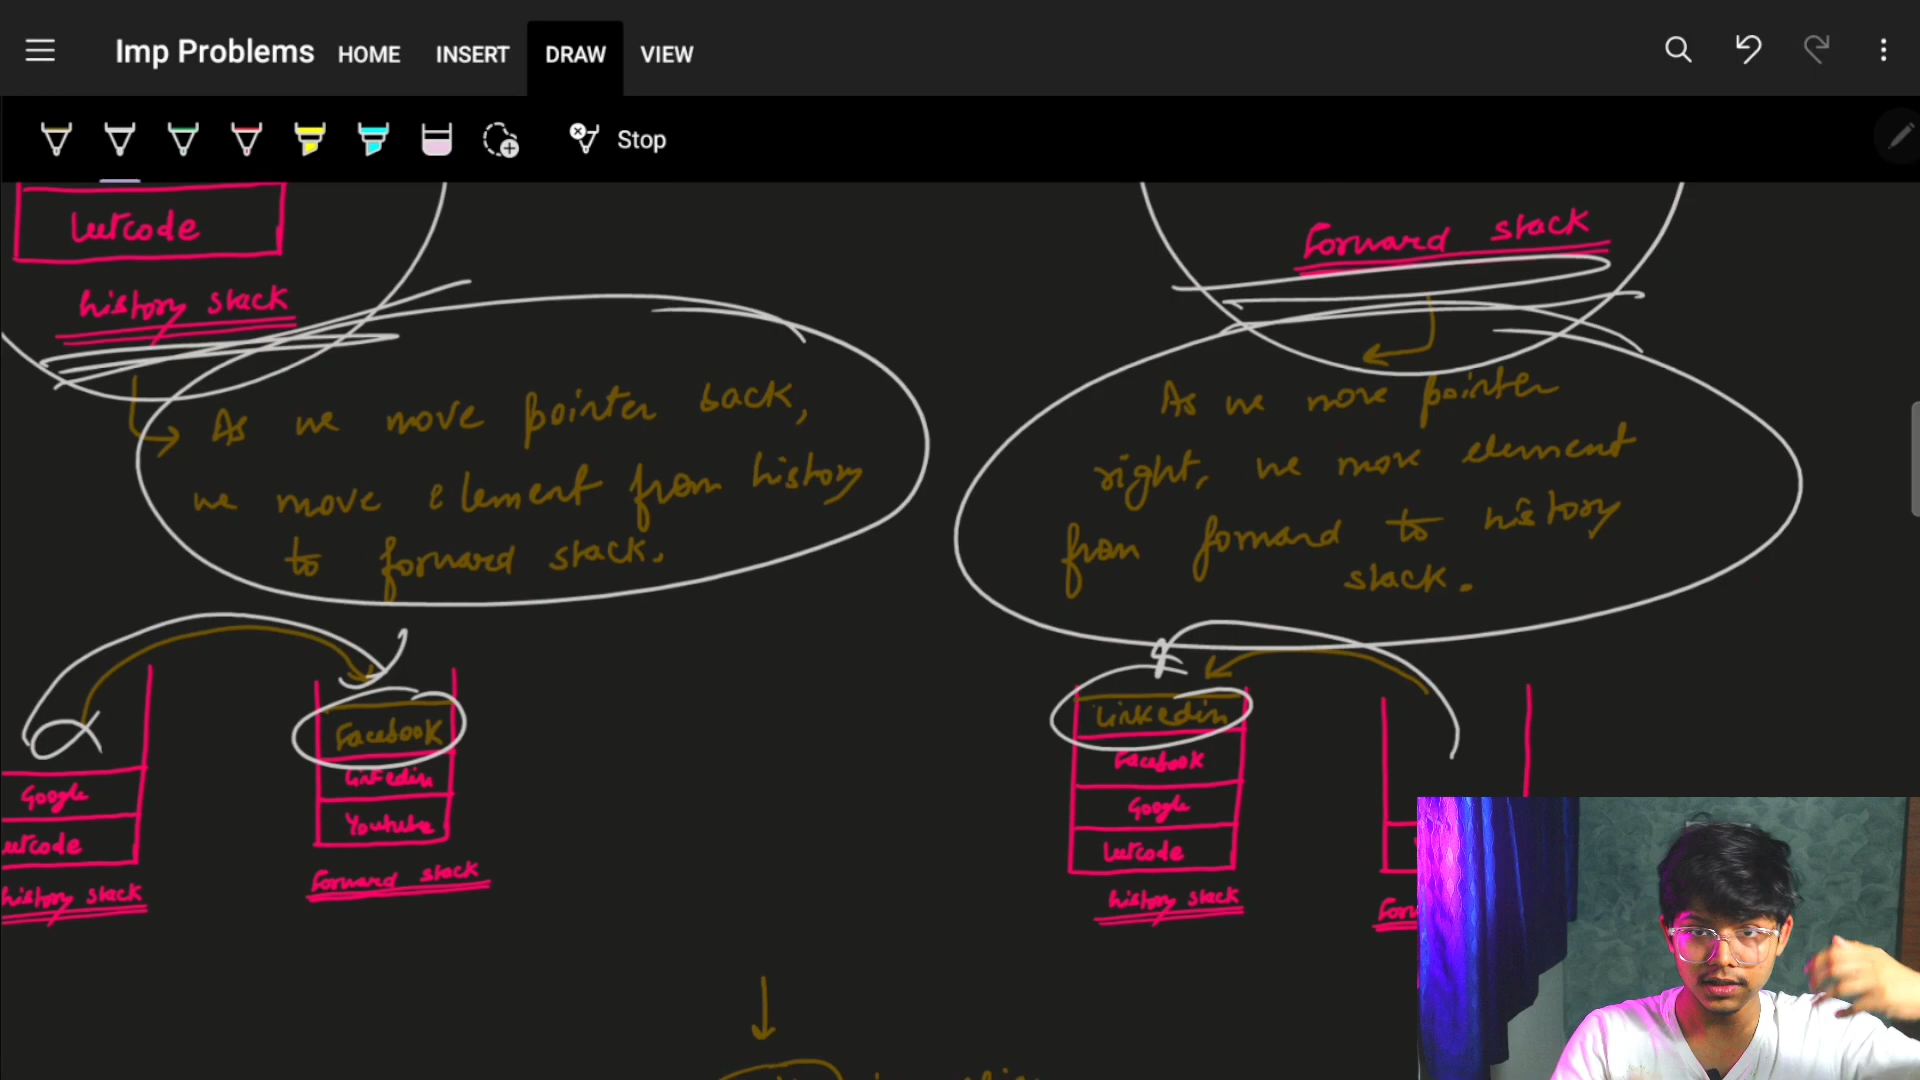 Imp Problems HOME INSERT DRAW VIEW
Stop
Leetcode
history stack
Forward stack
As we move pointer back,
we move element from history
to forward stack.
As we move pointer
right, we move element
from forward to history
stack.
Google
eetcode
history stack
Facebook
linkedin
Youtube
Forward stack
Linkedin
Facebook
Google
Leetcode
history stack
For